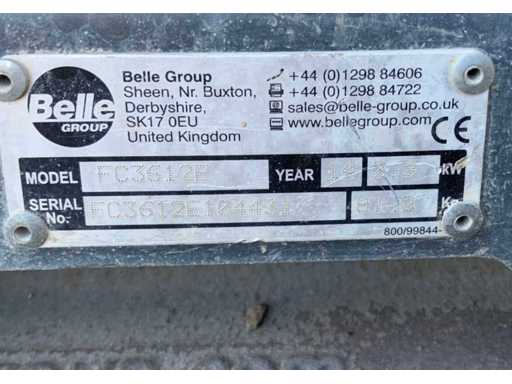 Belle
GROUP
Belle Group
Sheen, Nr. Buxton,
Derbyshire,
SK17 0EU
United Kingdom
+44 (0)1298 84606
+44 (0)1298 84722
sales@belle-group.co.uk
www.bellegroup.com
CE
MODEL FC3612E YEAR kW
SERIAL No. Kg
800/99844-